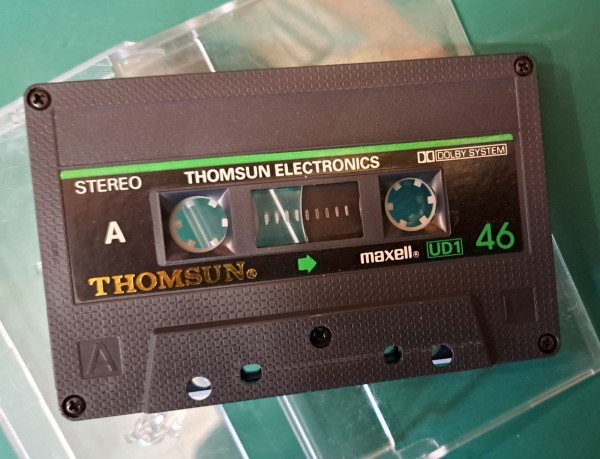 THOMSUN ELECTRONICS
DOLBY SYSTEM
STEREO
A
THOMSUN®
maxell® UD1 46
A